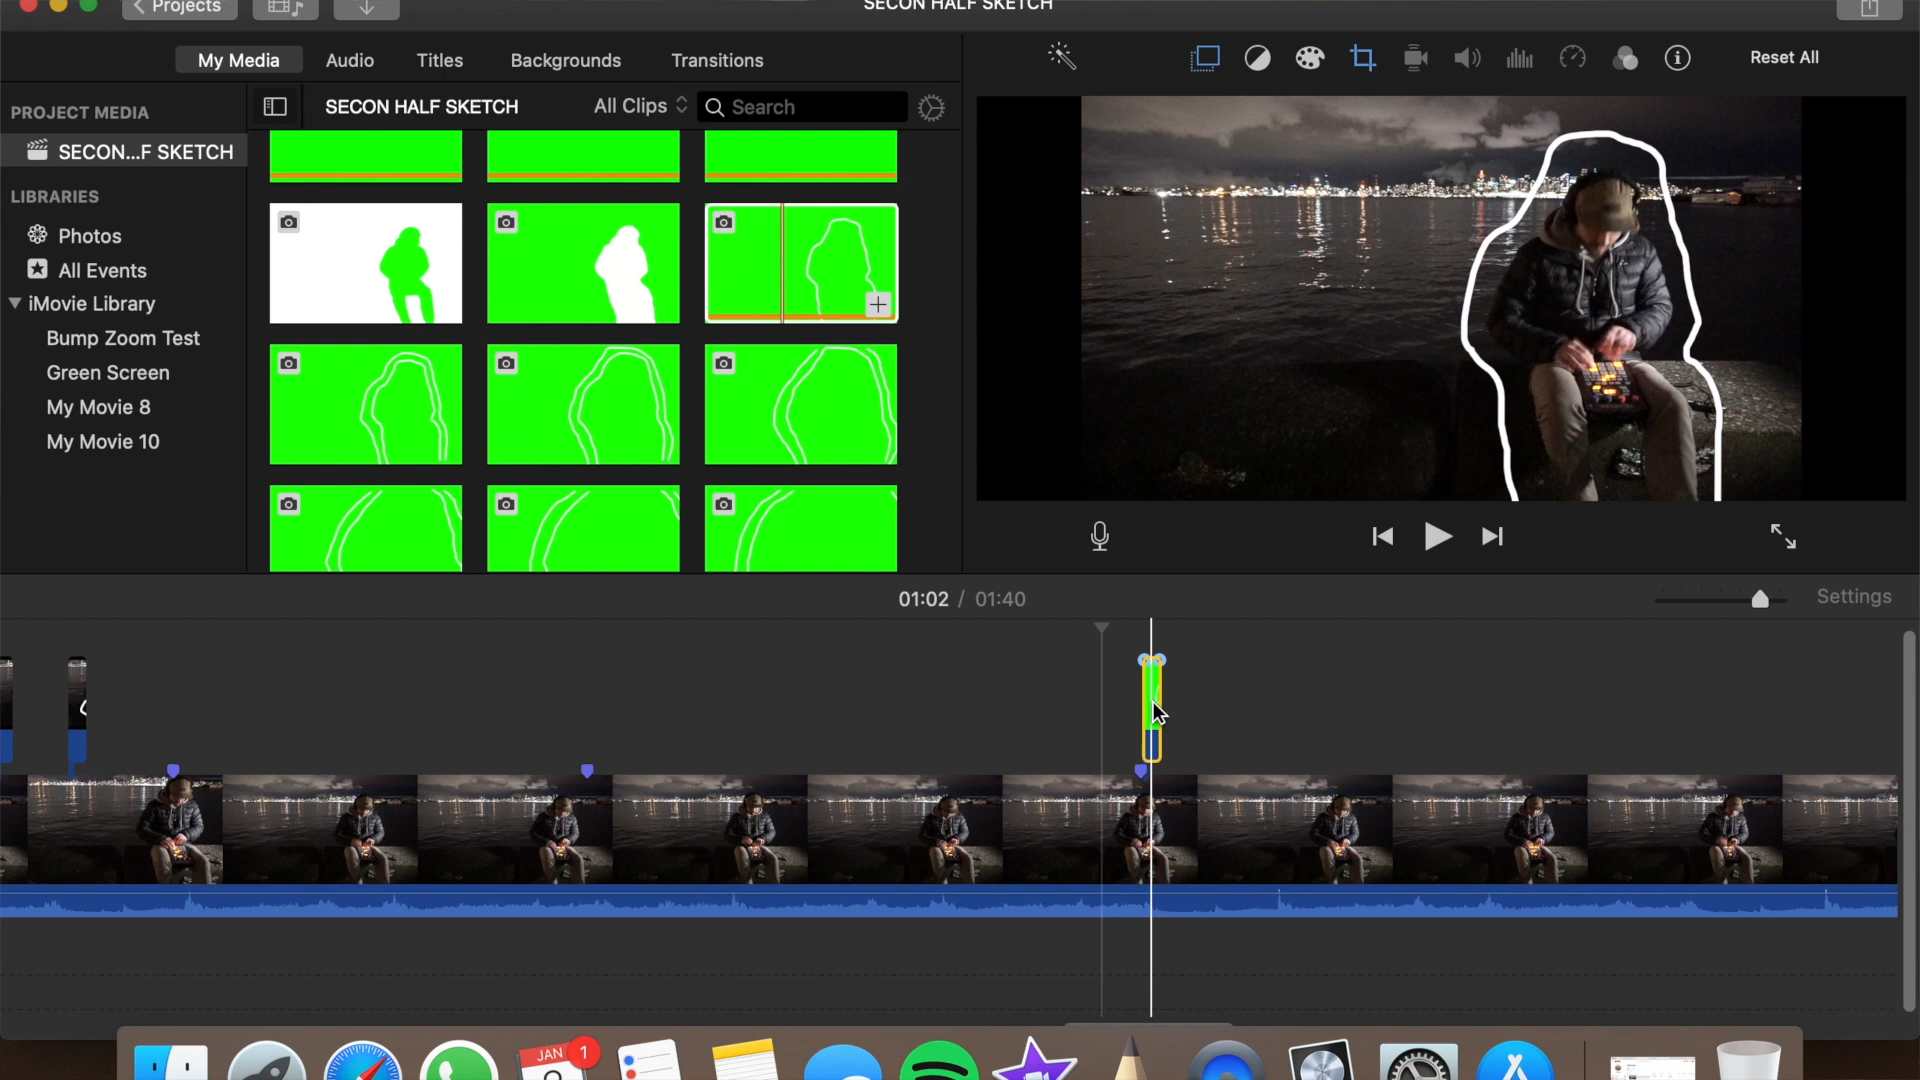 Projects
SECON HALF SKETCH
My Media
Audio
Titles
Backgrounds
Transitions
Reset All
PROJECT MEDIA
SECON HALF SKETCH
All Clips
Search
SECON...F SKETCH
LIBRARIES
Photos
All Events
iMovie Library
Bump Zoom Test
Green Screen
My Movie 8
My Movie 10
01:02 / 01:40
Settings
JAN
1